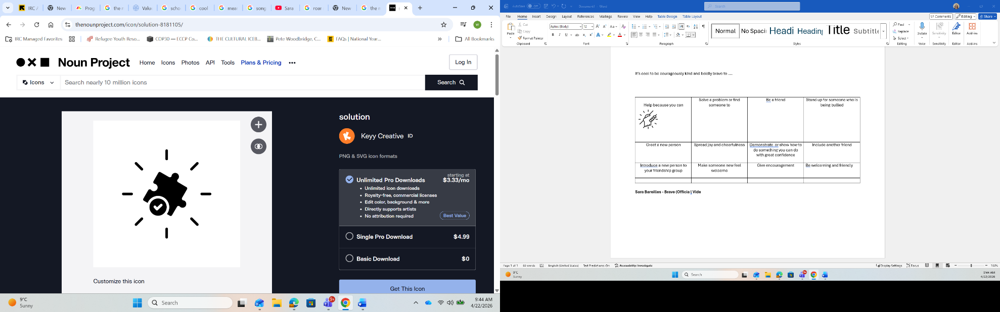 IRC /
New
Prog
the n
Value
scho
cool
mear
song
Sara
roar
New
the n
s
thenounproject.com/icon/solution-8181105/
W
IRC Managed Favorites
Refugee Youth Reso...
COP30 — ECCP Co...
THE CULTURAL ICEB...
Pete Woodbridge, C...
FAQs | National Year...
All Bookmarks
Noun Project
Home
Icons
Photos
API
Tools
Plans & Pricing
Log In
Icons
Search nearly 10 million icons
Search
solution
Keyy Creative ID
PNG & SVG icon formats
starting at
Unlimited Pro Downloads $3.33/mo
• Unlimited icon downloads
• Royalty-free, commercial licenses
• Edit color, background & more
• Directly supports artists
• No attribution required
Best Value
Single Pro Download $4.99
Basic Download $0
Get This Icon
Customize this icon
9°C
Sunny
Search
9+
9:44 AM
4/22/2026
AutoSave Off
Document1 - Word
Search
File Home Insert Design Layout References Mailings Review View Help Table Design Table Layout
Comments Editing Share
Paste
Cut
Copy
Format Painter
Clipboard
Aptos (Body) 12
Font
Paragraph
Normal
No Spaci
Headi
Heading
Title
Subtitle
Styles
Find
Replace
Select
Editing
Dictate
Voice
Sensitivity
Sensitivity
Editor
Editor
Add-ins
Add-ins
It's cool to be courageously kind and boldly brave to ....
Help because you can
Solve a problem or find
someone to
Be a friend
Stand up for someone who is
being bullied
Greet a new person
Spread joy and cheerfulness
Demonstrate or show how to
do something you can do
with great confidence
Include another friend
Introduce a new person to
your friendship group
Make someone new feel
welcome
Give encouragement
Be welcoming and friendly
Sara Bareilles - Brave (Officia l Vide
Page 1 of 1
83 words
English (United States)
Text Predictions: On
Accessibility: Investigate
Display Settings
Focus
100%
9°C
Sunny
Search
9:44 AM
4/22/2026